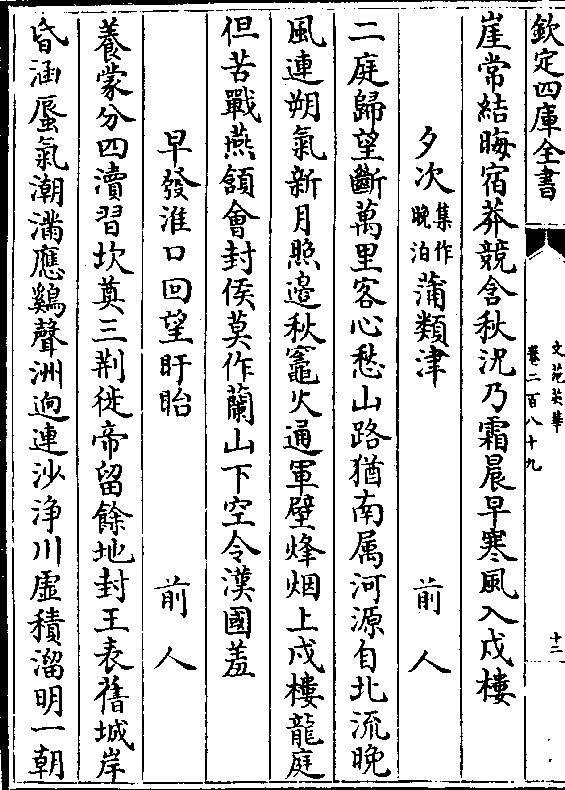 欽定四庫全書
文苑英華
卷二百八十九
十二
崖常結晦宿莽競含秋況乃霜晨早寒風入戍樓
夕次集作晚泊蒲類津 前人
二庭歸望斷萬里客心愁山路猶南属河源自北流晚
風連朔氣新月照邉秋竈火通軍壁烽烟上戍樓龍庭
但苦戰燕頷會封侯莫作蘭山下空令漢國羞
早發淮口回望盱眙 前人
養蒙分四瀆習坎奠三荆徙帝留餘地封王表舊城岸
昏涵蜃氣潮滿應鷄聲洲逈連沙浄川虛積溜明一朝